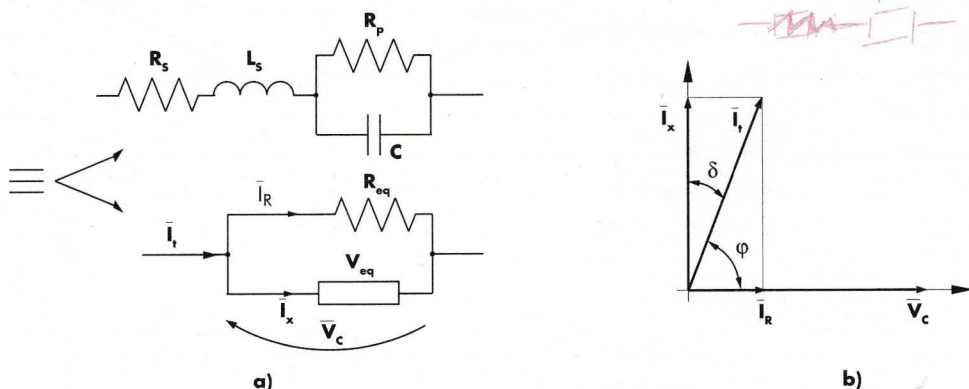 R_p
R_s L_s
C
R_eq
Ī_R
Ī_t
V_eq
Ī_x
V̄_c
a)
Ī_x Ī_t
δ
φ
Ī_R V̄_c
b)